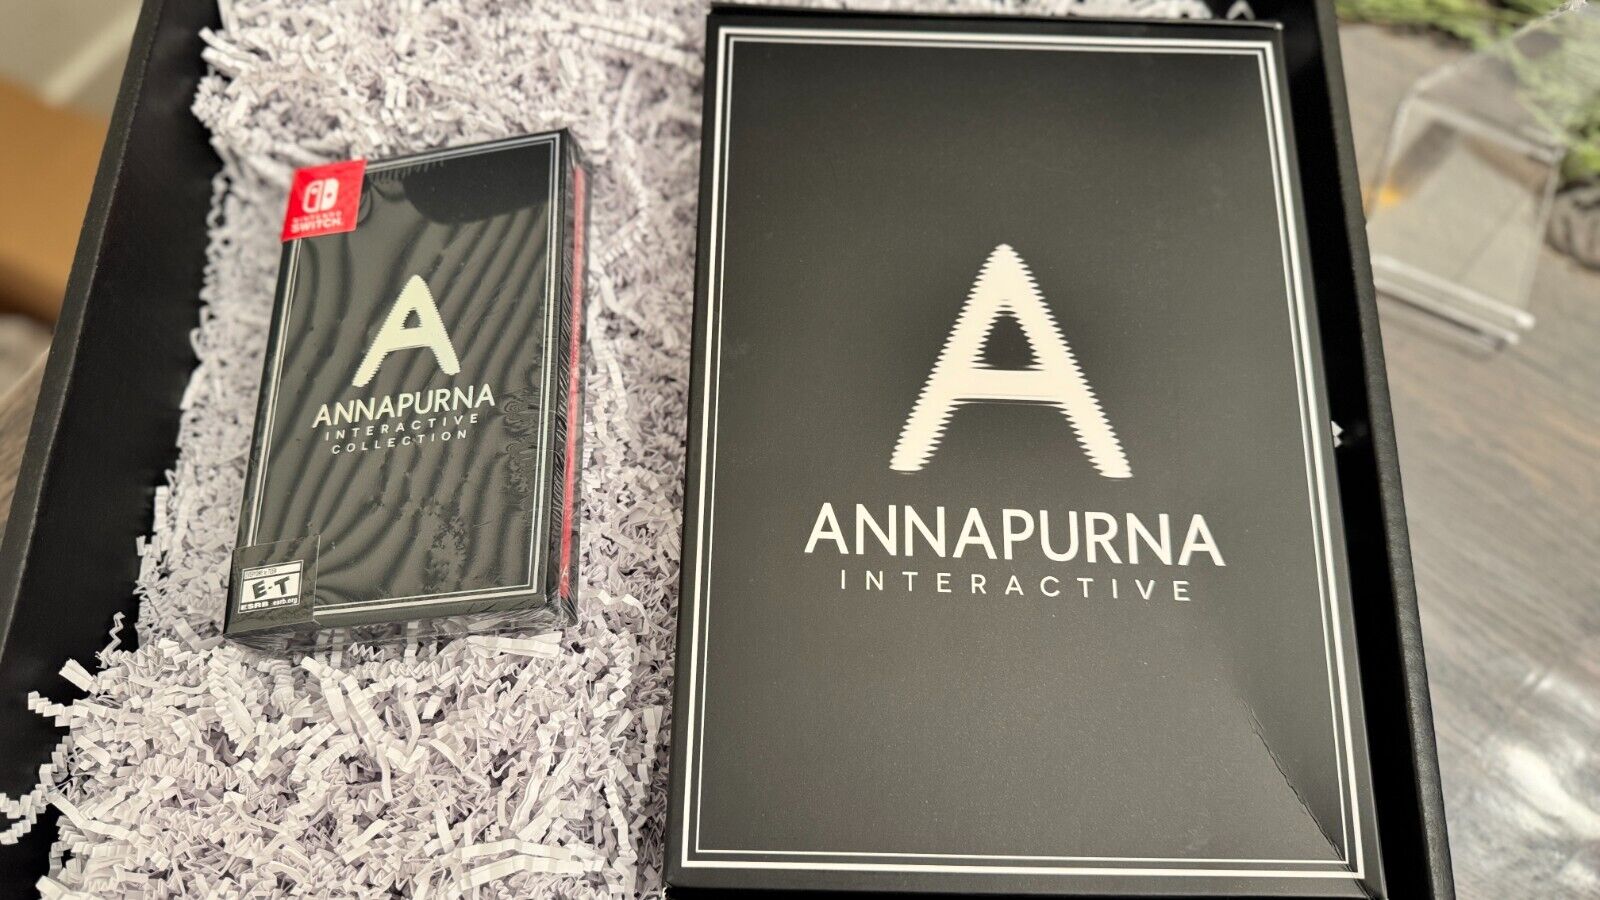 NINTENDO
SWITCH
A
ANNAPURNA
INTERACTIVE
COLLECTION
E-T
ESRB esrb.org
A
ANNAPURNA
INTERACTIVE